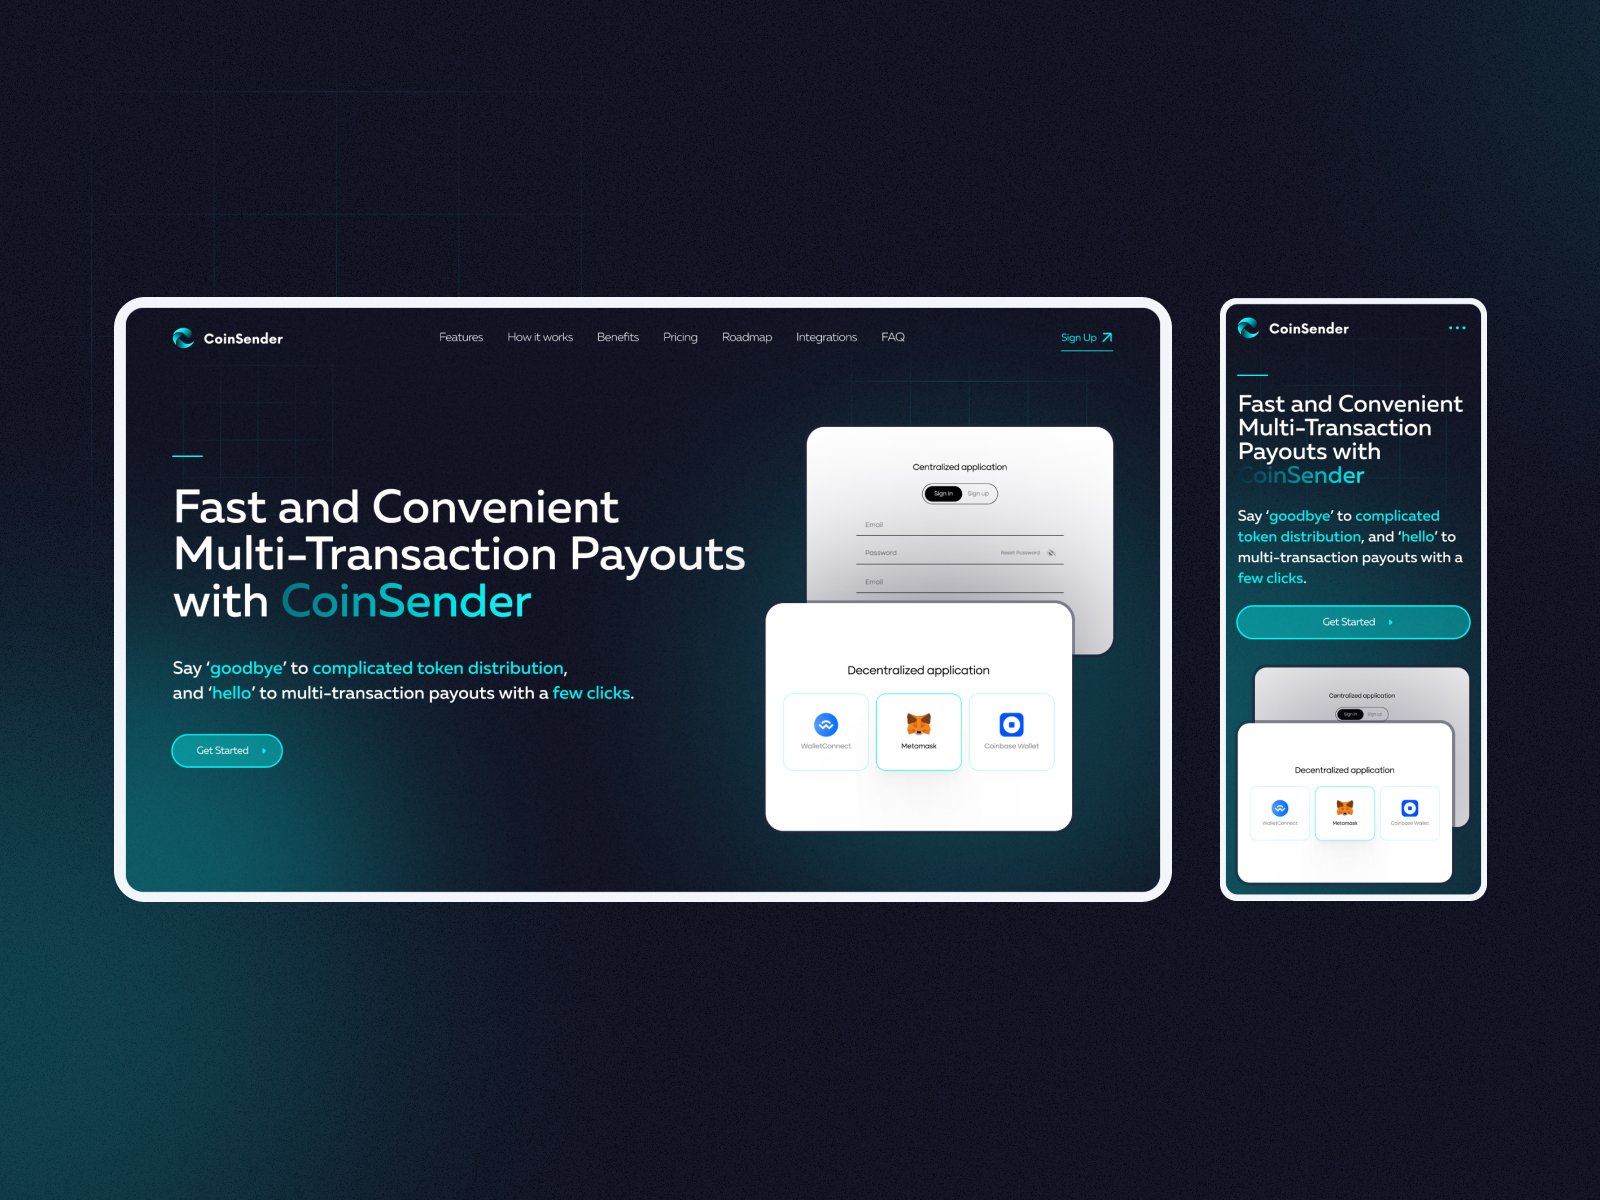 CoinSender
Features How it works Benefits Pricing Roadmap Integrations FAQ
Sign Up
Fast and Convenient
Multi-Transaction Payouts
with CoinSender
Say ‘goodbye’ to complicated token distribution,
and ‘hello’ to multi-transaction payouts with a few clicks.
Get Started
Centralized application
Sign in Sign up
Email
Password Reset Password
Email
Decentralized application
WalletConnect Metamask Coinbase Wallet
CoinSender
Fast and Convenient
Multi-Transaction
Payouts with
CoinSender
Say ‘goodbye’ to complicated
token distribution, and ‘hello’ to
multi-transaction payouts with a
few clicks.
Get Started
Centralized application
Sign in Sign up
Decentralized application
WalletConnect Metamask Coinbase Wallet